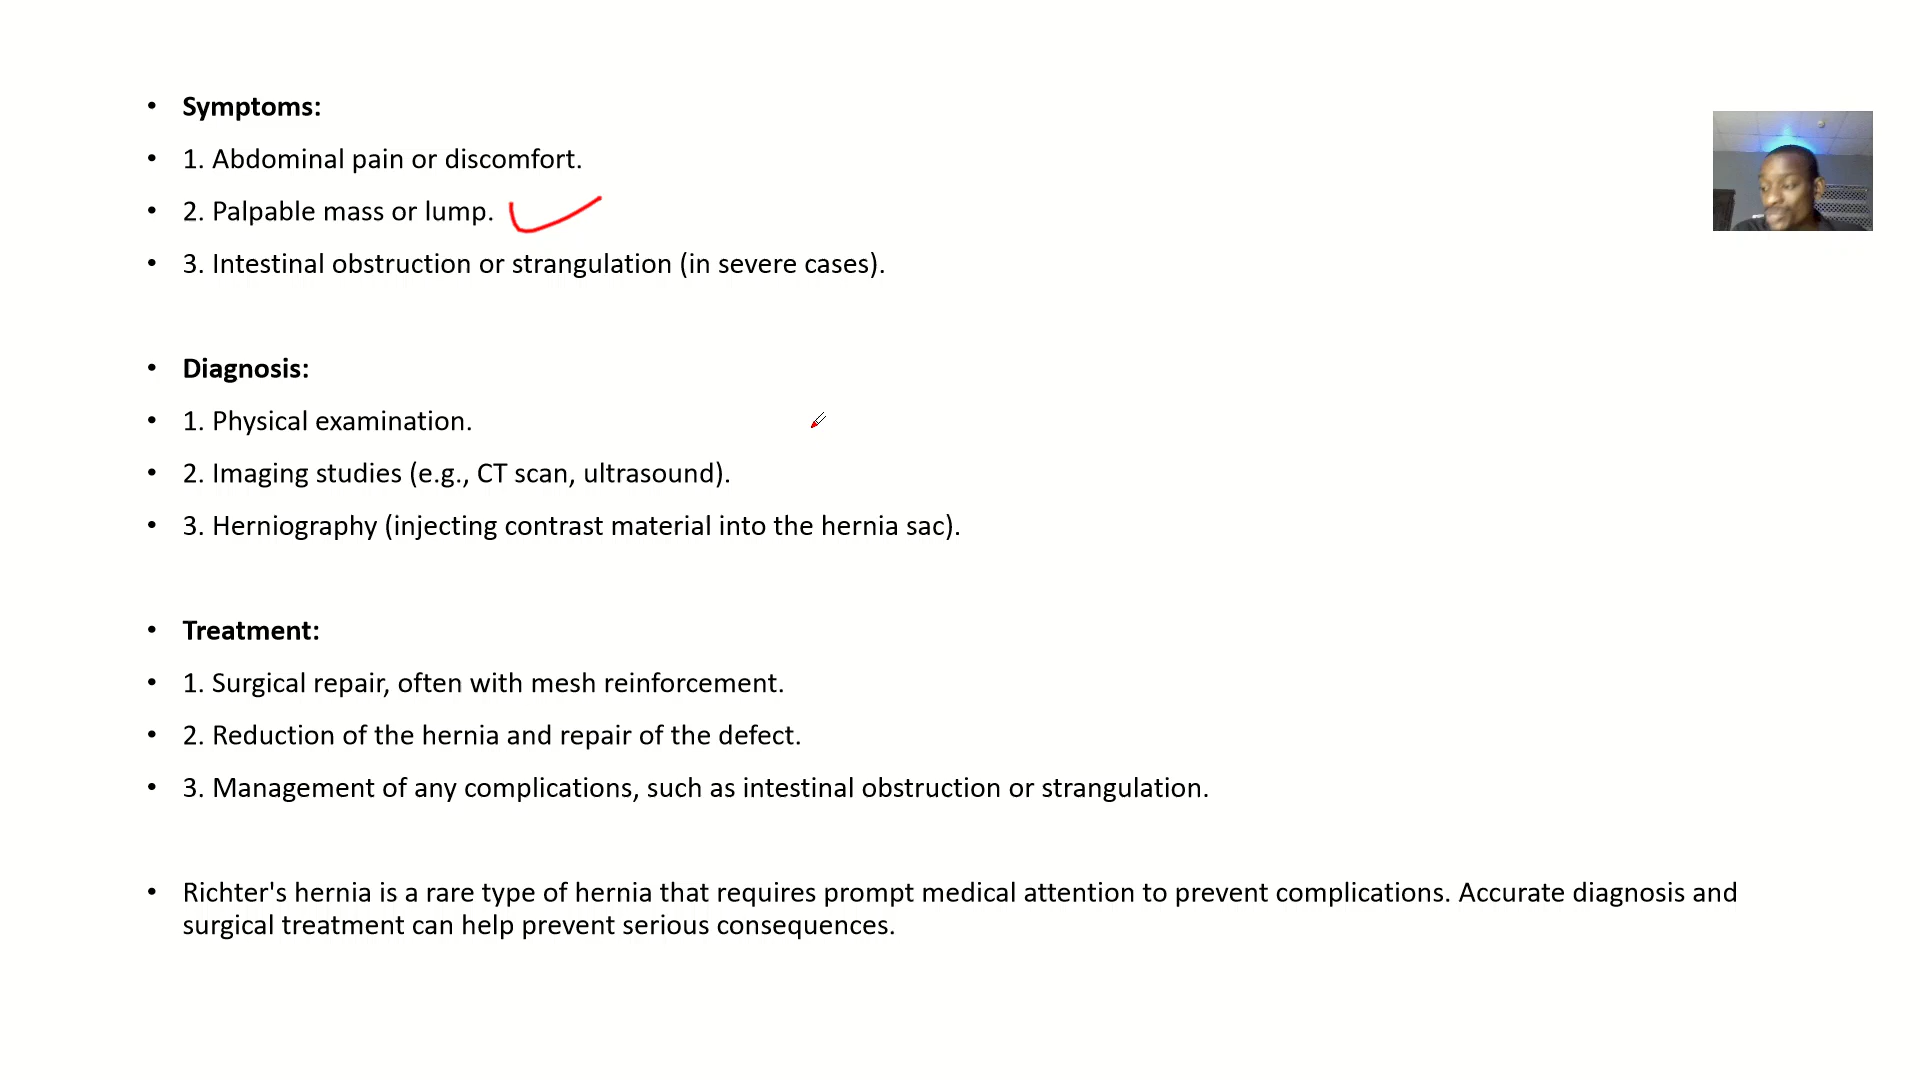 • Symptoms:
• 1. Abdominal pain or discomfort.
• 2. Palpable mass or lump.
• 3. Intestinal obstruction or strangulation (in severe cases).
• Diagnosis:
• 1. Physical examination.
• 2. Imaging studies (e.g., CT scan, ultrasound).
• 3. Herniography (injecting contrast material into the hernia sac).
• Treatment:
• 1. Surgical repair, often with mesh reinforcement.
• 2. Reduction of the hernia and repair of the defect.
• 3. Management of any complications, such as intestinal obstruction or strangulation.
• Richter's hernia is a rare type of hernia that requires prompt medical attention to prevent complications. Accurate diagnosis and
surgical treatment can help prevent serious consequences.